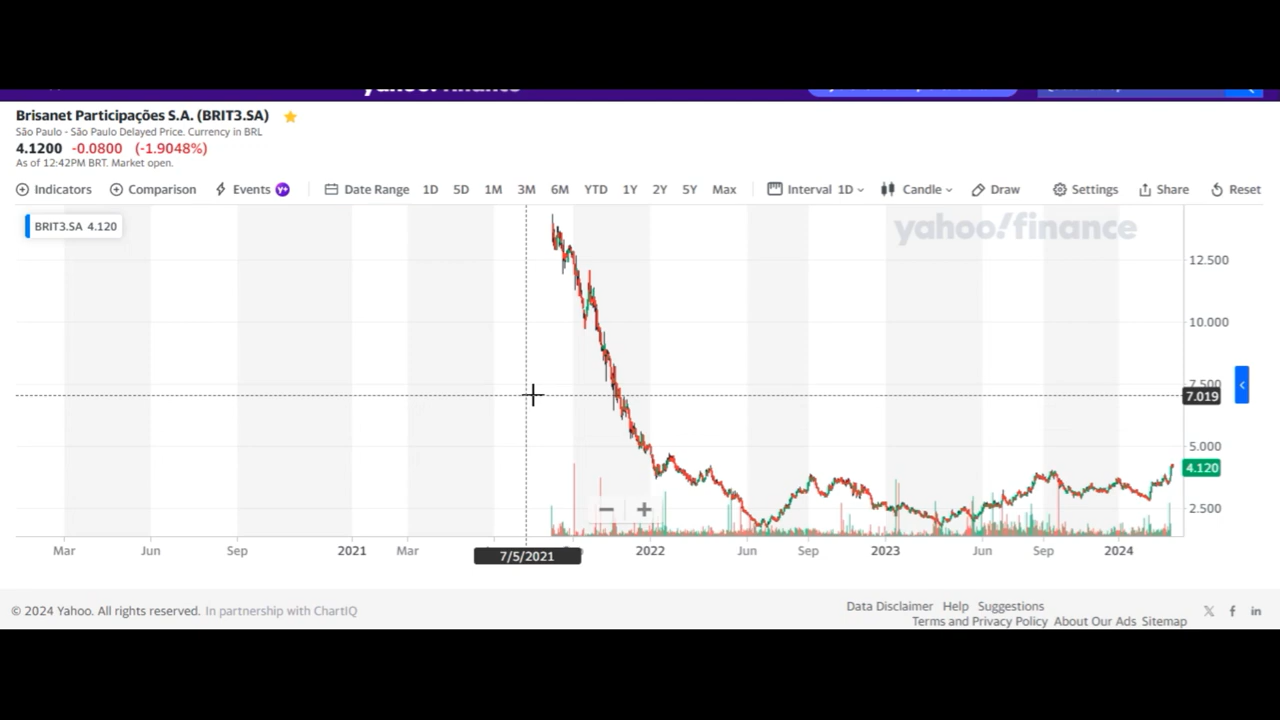 Brisanet Participações S.A. (BRIT3.SA)
São Paulo - São Paulo Delayed Price. Currency in BRL
4.1200 -0.0800 (-1.9048%)
As of 12:42PM BRT. Market open.
Indicators Comparison Events Y+ Date Range 1D 5D 1M 3M 6M YTD 1Y 2Y 5Y Max Interval 1D Candle Draw Settings Share Reset
BRIT3.SA 4.120
yahoo!finance
12.500
10.000
7.500
7.019
5.000
4.120
2.500
Mar Jun Sep 2021 Mar 2022 Jun Sep 2023 Jun Sep 2024
7/5/2021
© 2024 Yahoo. All rights reserved. In partnership with ChartIQ
Data Disclaimer Help Suggestions
Terms and Privacy Policy About Our Ads Sitemap